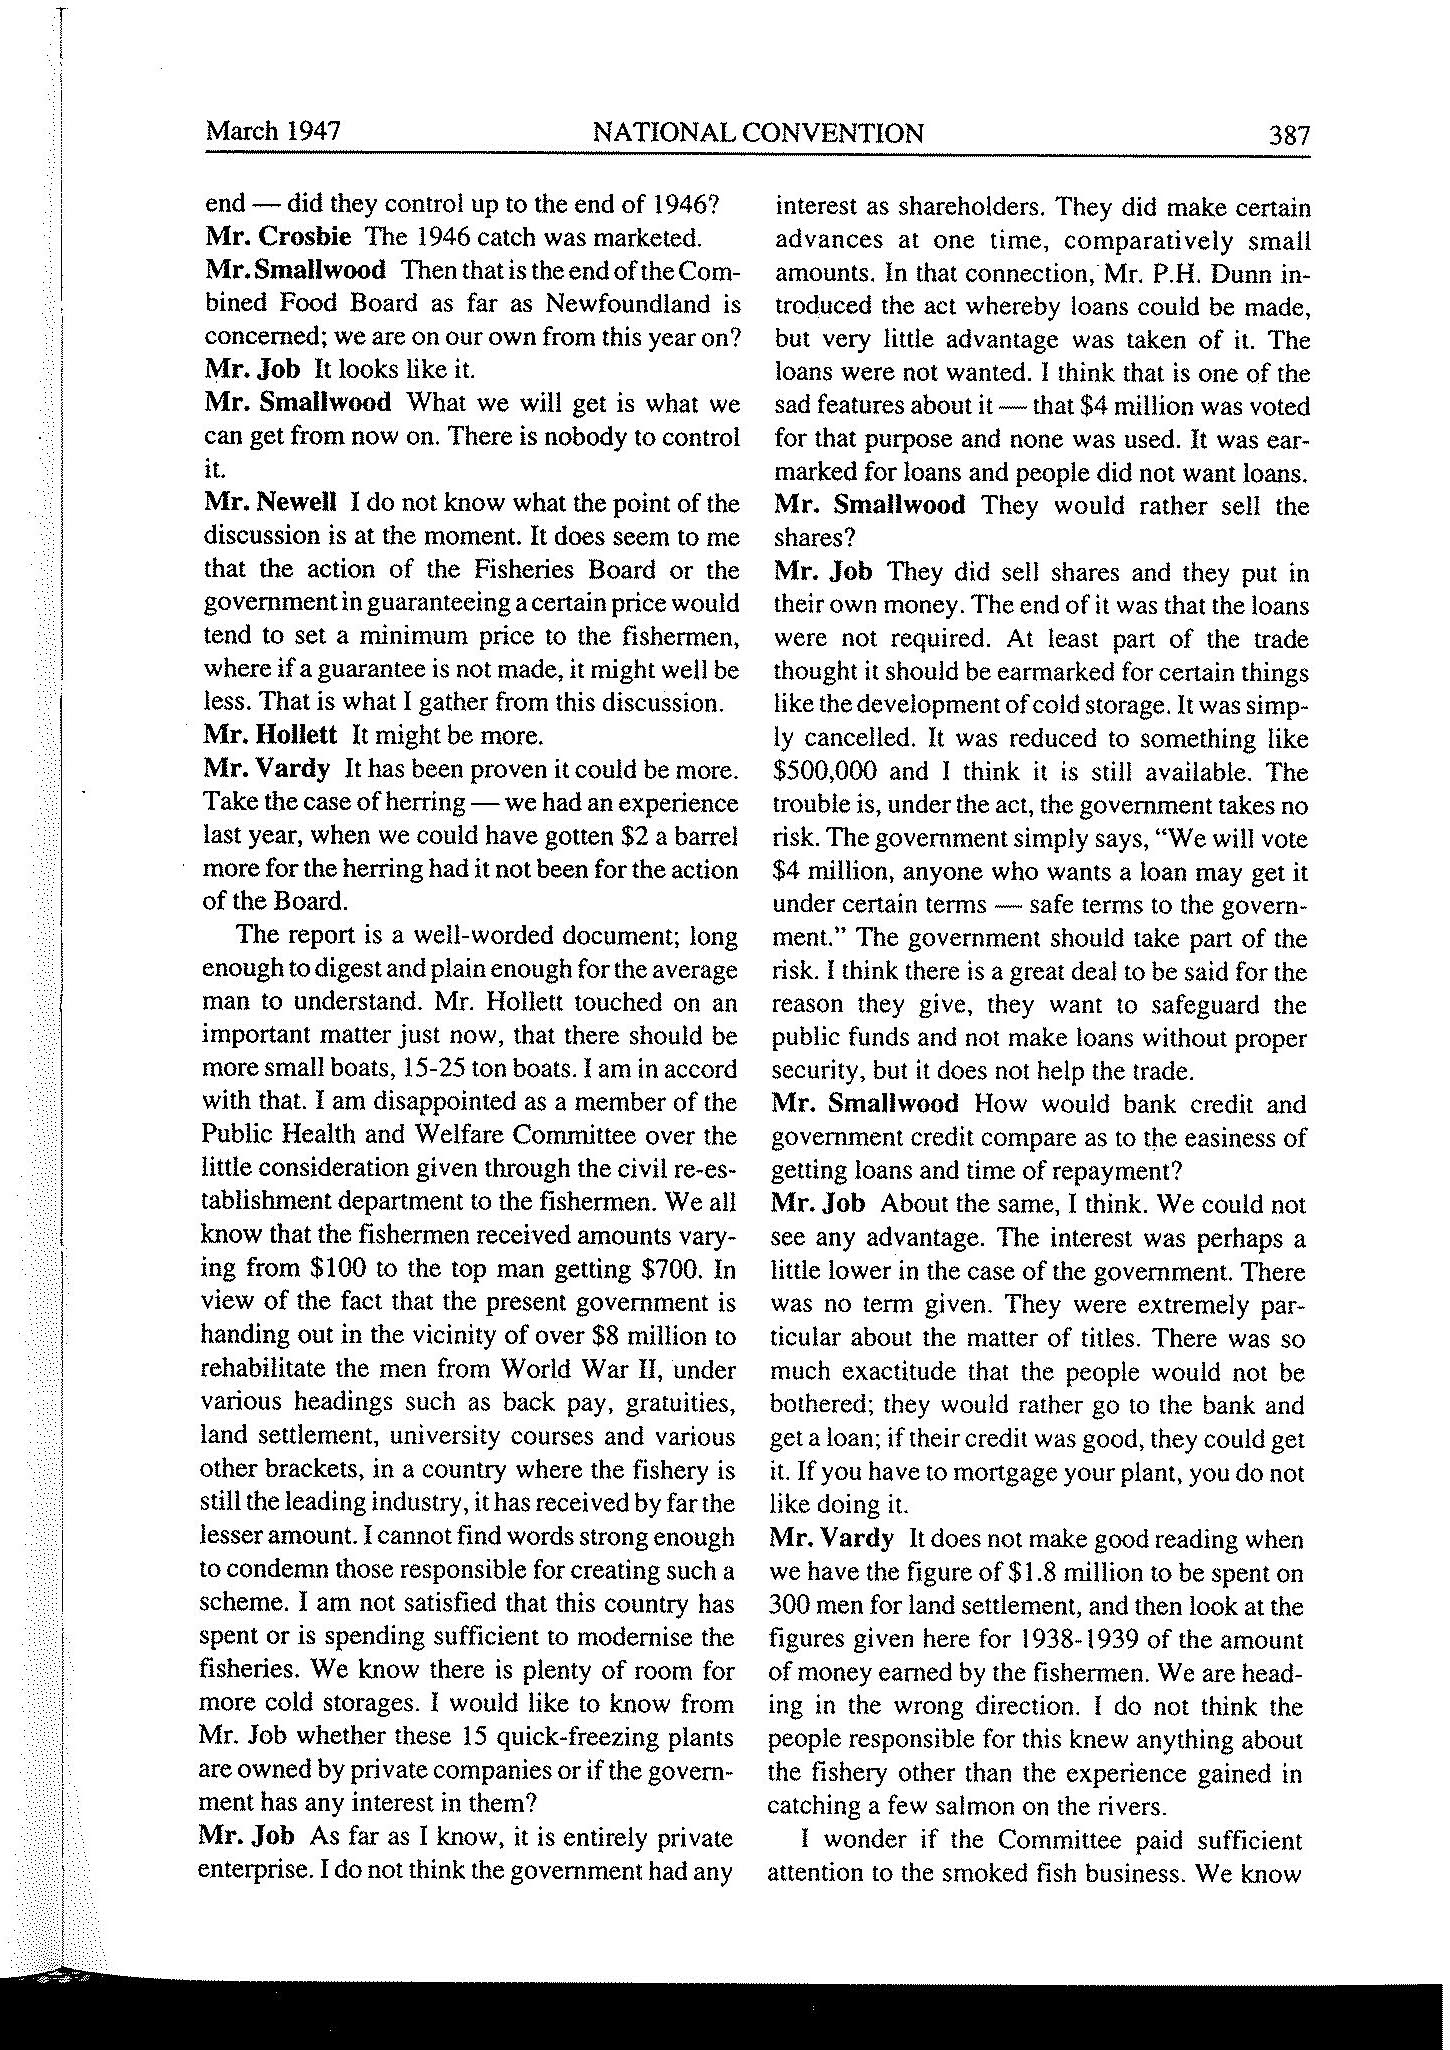 March 1947 NATIONAL CONVENTION 387
end — did they control up to the end of 1946?
Mr. Crosbie The 1946 catch was marketed.
Mr. Smallwood Then that is the end of the Com-
bined Food Board as far as Newfoundland is
concerned; we are on our own from this year on?
Mr. Job It looks like it.
Mr. Smallwood What we will get is what we
can get from now on. There is nobody to control
it.
Mr. Newell I do not know what the point of the
discussion is at the moment. It does seem to me
that the action of the Fisheries Board or the
government in guaranteeing a certain price would
tend to set a minimum price to the fishermen,
where if a guarantee is not made, it might well be
less. That is what I gather from this discussion.
Mr. Hollett It might be more.
Mr. Vardy It has been proven it could be more.
Take the case of herring — we had an experience
last year, when we could have gotten $2 a barrel
more for the herring had it not been for the action
of the Board.
The report is a well-worded document; long
enough to digest and plain enough for the average
man to understand. Mr. Hollett touched on an
important matter just now, that there should be
more small boats, 15-25 ton boats. I am in accord
with that. I am disappointed as a member of the
Public Health and Welfare Committee over the
little consideration given through the civil re-es-
tablishment department to the fishermen. We all
know that the fishermen received amounts vary-
ing from $100 to the top man getting $700. In
view of the fact that the present government is
handing out in the vicinity of over $8 million to
rehabilitate the men from World War II, under
various headings such as back pay, gratuities,
land settlement, university courses and various
other brackets, in a country where the fishery is
still the leading industry, it has received by far the
lesser amount. I cannot find words strong enough
to condemn those responsible for creating such a
scheme. I am not satisfied that this country has
spent or is spending sufficient to modernise the
fisheries. We know there is plenty of room for
more cold storages. I would like to know from
Mr. Job whether these 15 quick-freezing plants
are owned by private companies or if the govern-
ment has any interest in them?
Mr. Job As far as I know, it is entirely private
enterprise. I do not think the government had any
interest as shareholders. They did make certain
advances at one time, comparatively small
amounts. In that connection, Mr. P.H. Dunn in-
troduced the act whereby loans could be made,
but very little advantage was taken of it. The
loans were not wanted. I think that is one of the
sad features about it — that $4 million was voted
for that purpose and none was used. It was ear-
marked for loans and people did not want loans.
Mr. Smallwood They would rather sell the
shares?
Mr. Job They did sell shares and they put in
their own money. The end of it was that the loans
were not required. At least part of the trade
thought it should be earmarked for certain things
like the development of cold storage. It was simp-
ly cancelled. It was reduced to something like
$500,000 and I think it is still available. The
trouble is, under the act, the government takes no
risk. The government simply says, “We will vote
$4 million, anyone who wants a loan may get it
under certain terms — safe terms to the govern-
ment.” The government should take part of the
risk. I think there is a great deal to be said for the
reason they give, they want to safeguard the
public funds and not make loans without proper
security, but it does not help the trade.
Mr. Smallwood How would bank credit and
government credit compare as to the easiness of
getting loans and time of repayment?
Mr. Job About the same, I think. We could not
see any advantage. The interest was perhaps a
little lower in the case of the government. There
was no term given. They were extremely par-
ticular about the matter of titles. There was so
much exactitude that the people would not be
bothered; they would rather go to the bank and
get a loan; if their credit was good, they could get
it. If you have to mortgage your plant, you do not
like doing it.
Mr. Vardy It does not make good reading when
we have the figure of $1.8 million to be spent on
300 men for land settlement, and then look at the
figures given here for 1938-1939 of the amount
of money earned by the fishermen. We are head-
ing in the wrong direction. I do not think the
people responsible for this knew anything about
the fishery other than the experience gained in
catching a few salmon on the rivers.
I wonder if the Committee paid sufficient
attention to the smoked fish business. We know